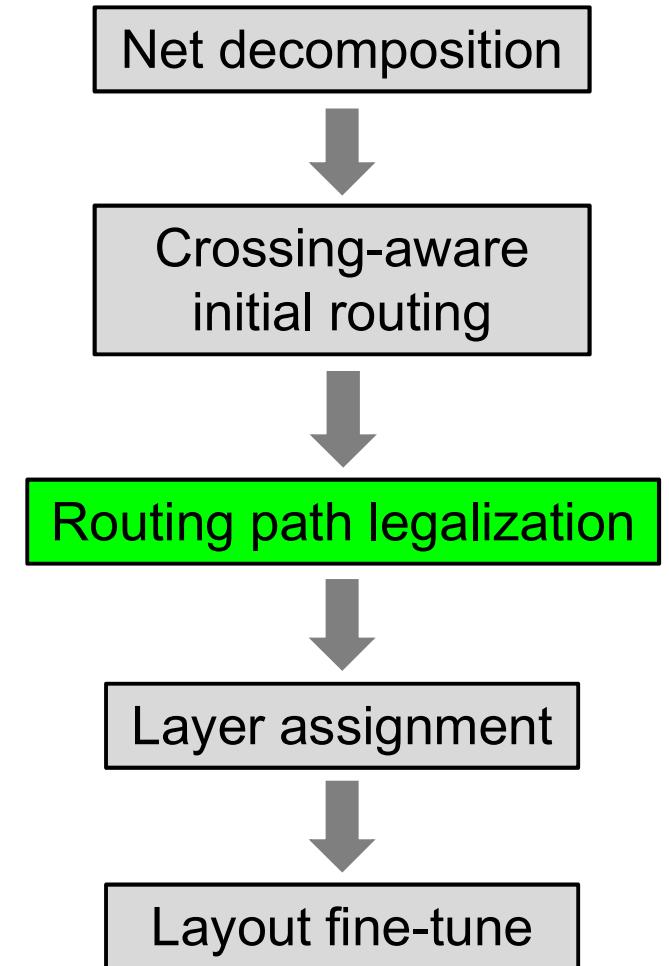 Net decomposition
Crossing-aware
initial routing
Routing path legalization
Layer assignment
Layout fine-tune